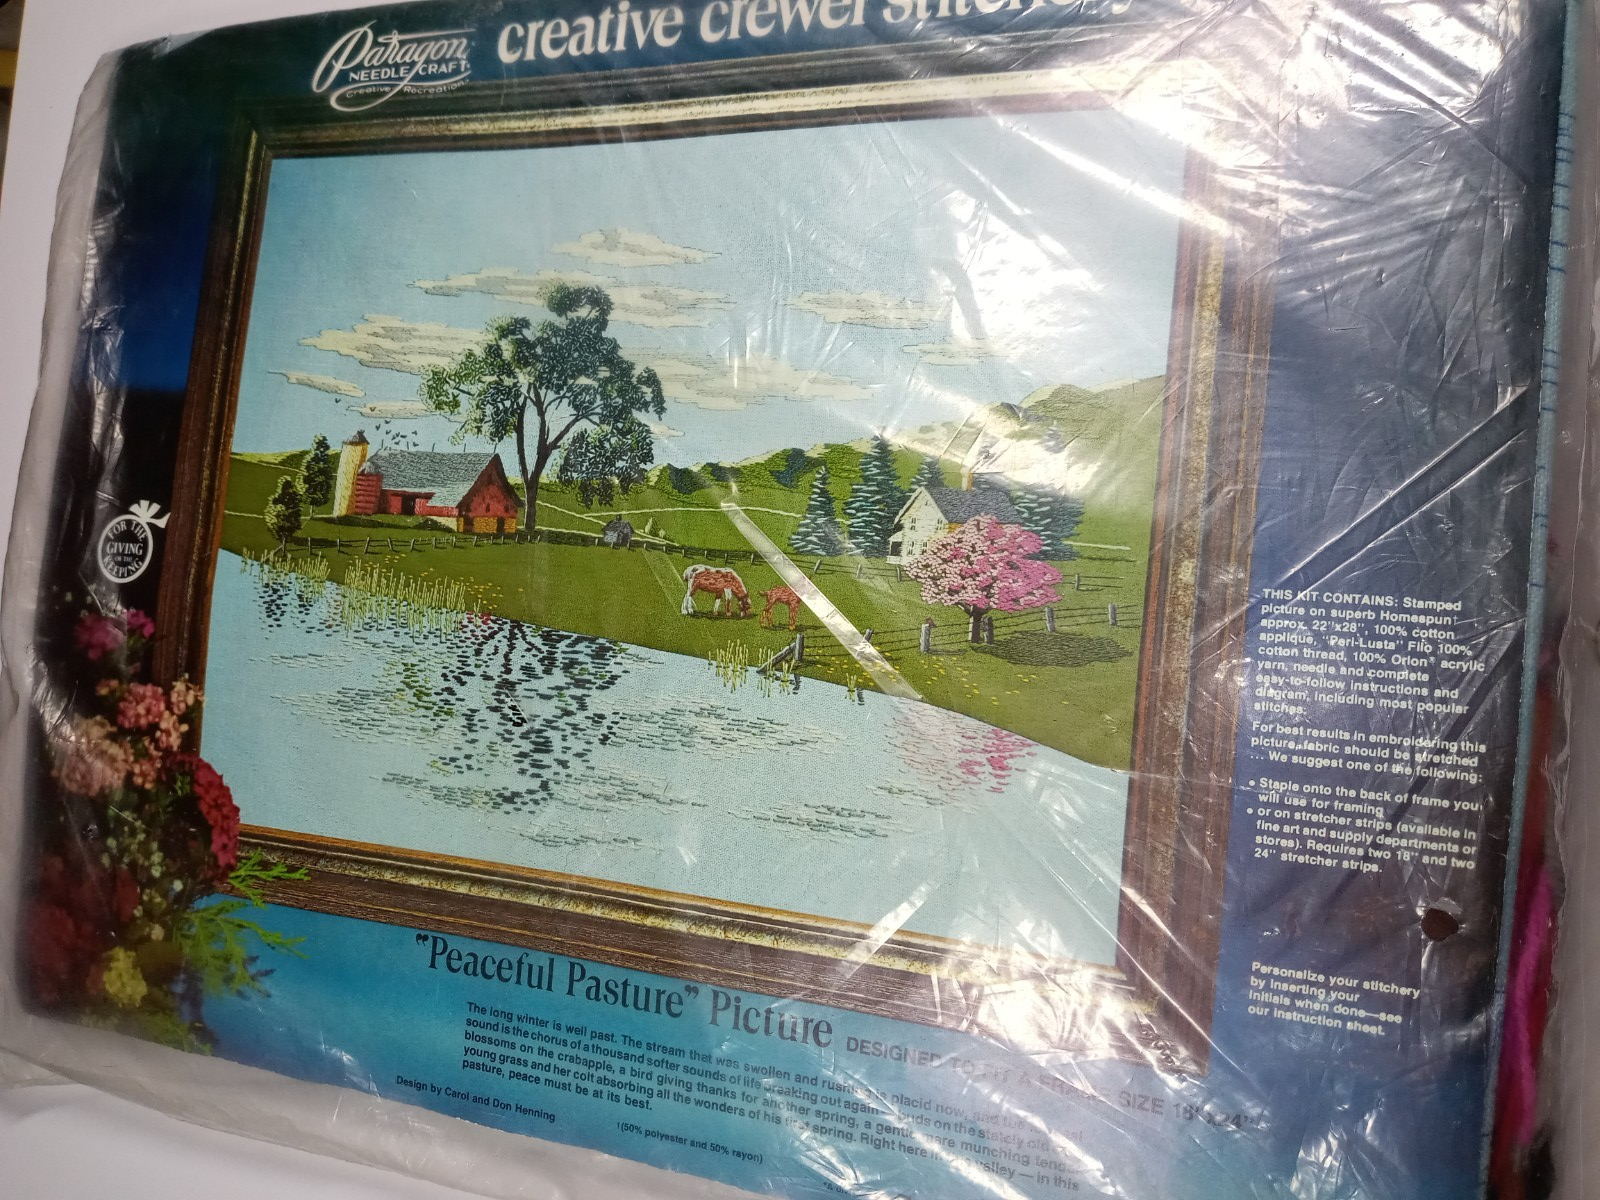 Paragon
NEEDLE CRAFT
Creative Recreation
creative crewel stitchery
FOR THE
GIVING
OR THE
KEEPING
THIS KIT CONTAINS: Stamped
picture on superb Homespun†
approx. 22"x28", 100% cotton
applique, "Peri-Lusta" Filo 100%
cotton thread, 100% Orlon* acrylic
yarn, needle and complete
easy-to-follow instructions and
diagram, including most popular
stitches.
For best results in embroidering this
picture, fabric should be stretched
... We suggest one of the following:
• Staple onto the back of frame you
will use for framing
• or on stretcher strips (available in
fine art and supply departments or
stores). Requires two 18" and two
24" stretcher strips.
Personalize your stitchery
by inserting your
initials when done—see
our instruction sheet.
"Peaceful Pasture" Picture DESIGNED TO FIT A FRAME SIZE 18"x24"
The long winter is well past. The stream that was swollen and rushing is placid now, and the
sound is the chorus of a thousand softer sounds of life breaking out again — buds on the stately old
blossoms on the crabapple, a bird giving thanks for another spring, a gentle mare munching tender
young grass and her colt absorbing all the wonders of his first spring. Right here in valley — in this
pasture, peace must be at its best.
Design by Carol and Don Henning
†(50% polyester and 50% rayon)